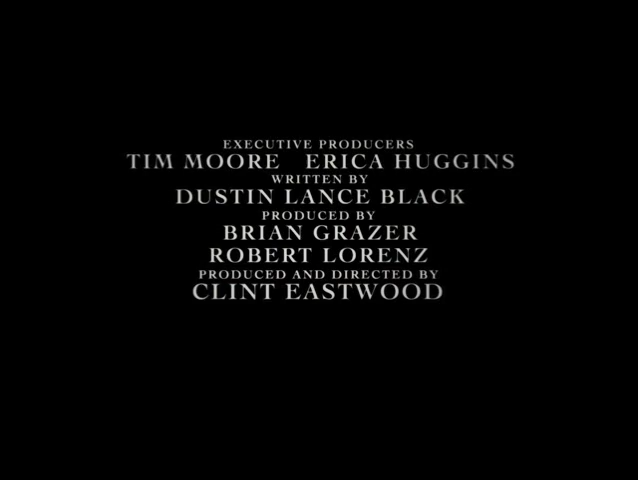 EXECUTIVE PRODUCERS
TIM MOORE ERICA HUGGINS
WRITTEN BY
DUSTIN LANCE BLACK
PRODUCED BY
BRIAN GRAZER
ROBERT LORENZ
PRODUCED AND DIRECTED BY
CLINT EASTWOOD